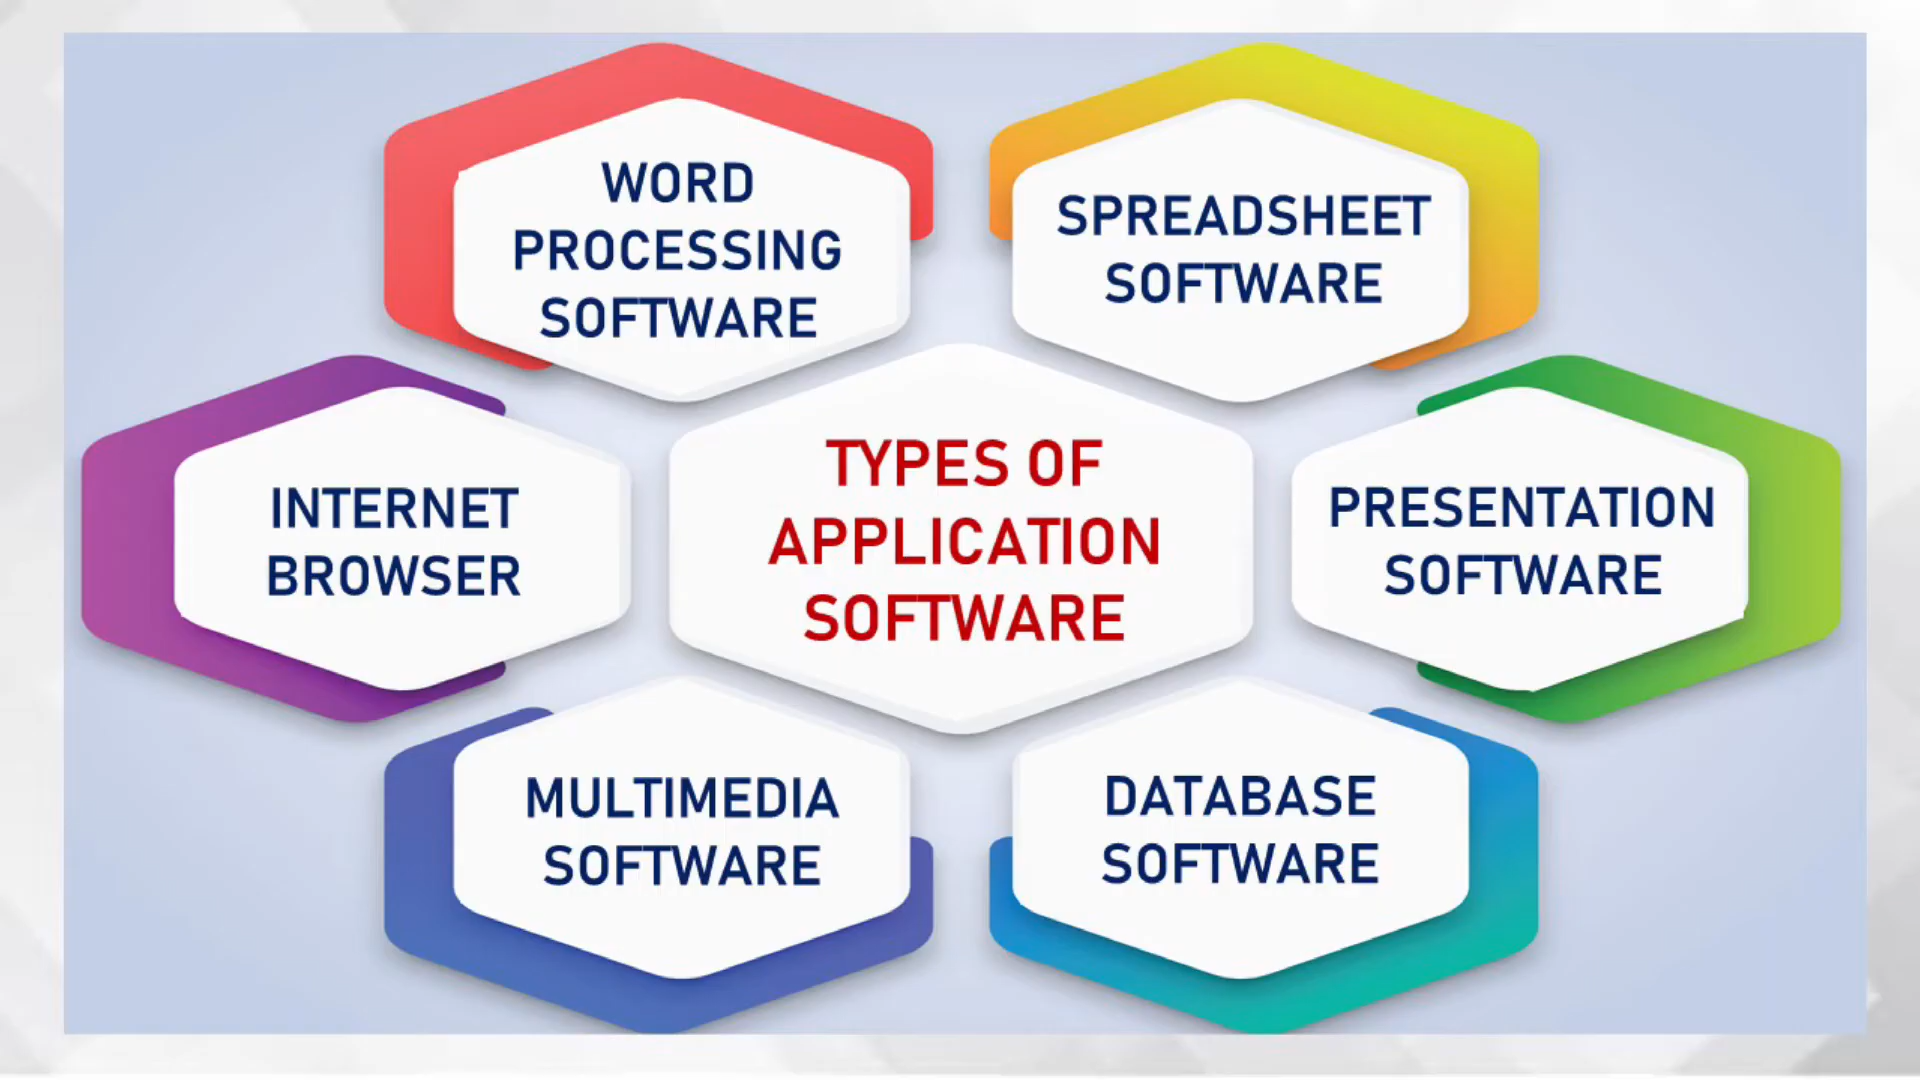 WORD
PROCESSING
SOFTWARE
SPREADSHEET
SOFTWARE
INTERNET
BROWSER
TYPES OF
APPLICATION
SOFTWARE
PRESENTATION
SOFTWARE
MULTIMEDIA
SOFTWARE
DATABASE
SOFTWARE